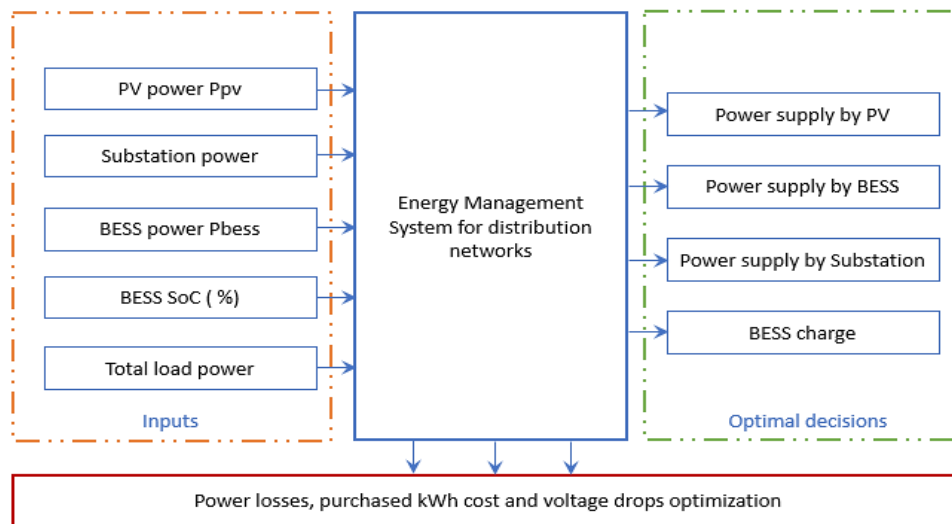 PV power Ppv
Substation power
BESS power Pbess
BESS SoC ( %)
Total load power
Inputs
Energy Management
System for distribution
networks
Power supply by PV
Power supply by BESS
Power supply by Substation
BESS charge
Optimal decisions
Power losses, purchased kWh cost and voltage drops optimization